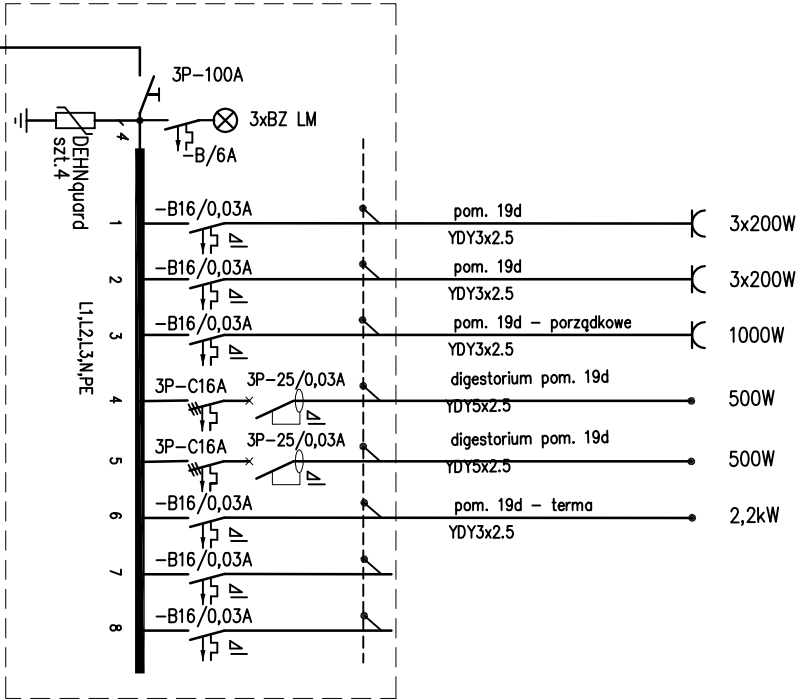 3P-100A
3xBZ LM
4
-B/6A
DEHNquard
szt.4
L1,L2,L3,N,PE
1
-B16/0,03A
pom. 19d
YDY3x2.5
3x200W
2
-B16/0,03A
pom. 19d
YDY3x2.5
3x200W
3
-B16/0,03A
pom. 19d - porządkowe
YDY3x2.5
1000W
4
3P-C16A
3P-25/0,03A
digestorium pom. 19d
YDY5x2.5
500W
5
3P-C16A
3P-25/0,03A
digestorium pom. 19d
YDY5x2.5
500W
6
-B16/0,03A
pom. 19d - terma
YDY3x2.5
2,2kW
7
-B16/0,03A
8
-B16/0,03A